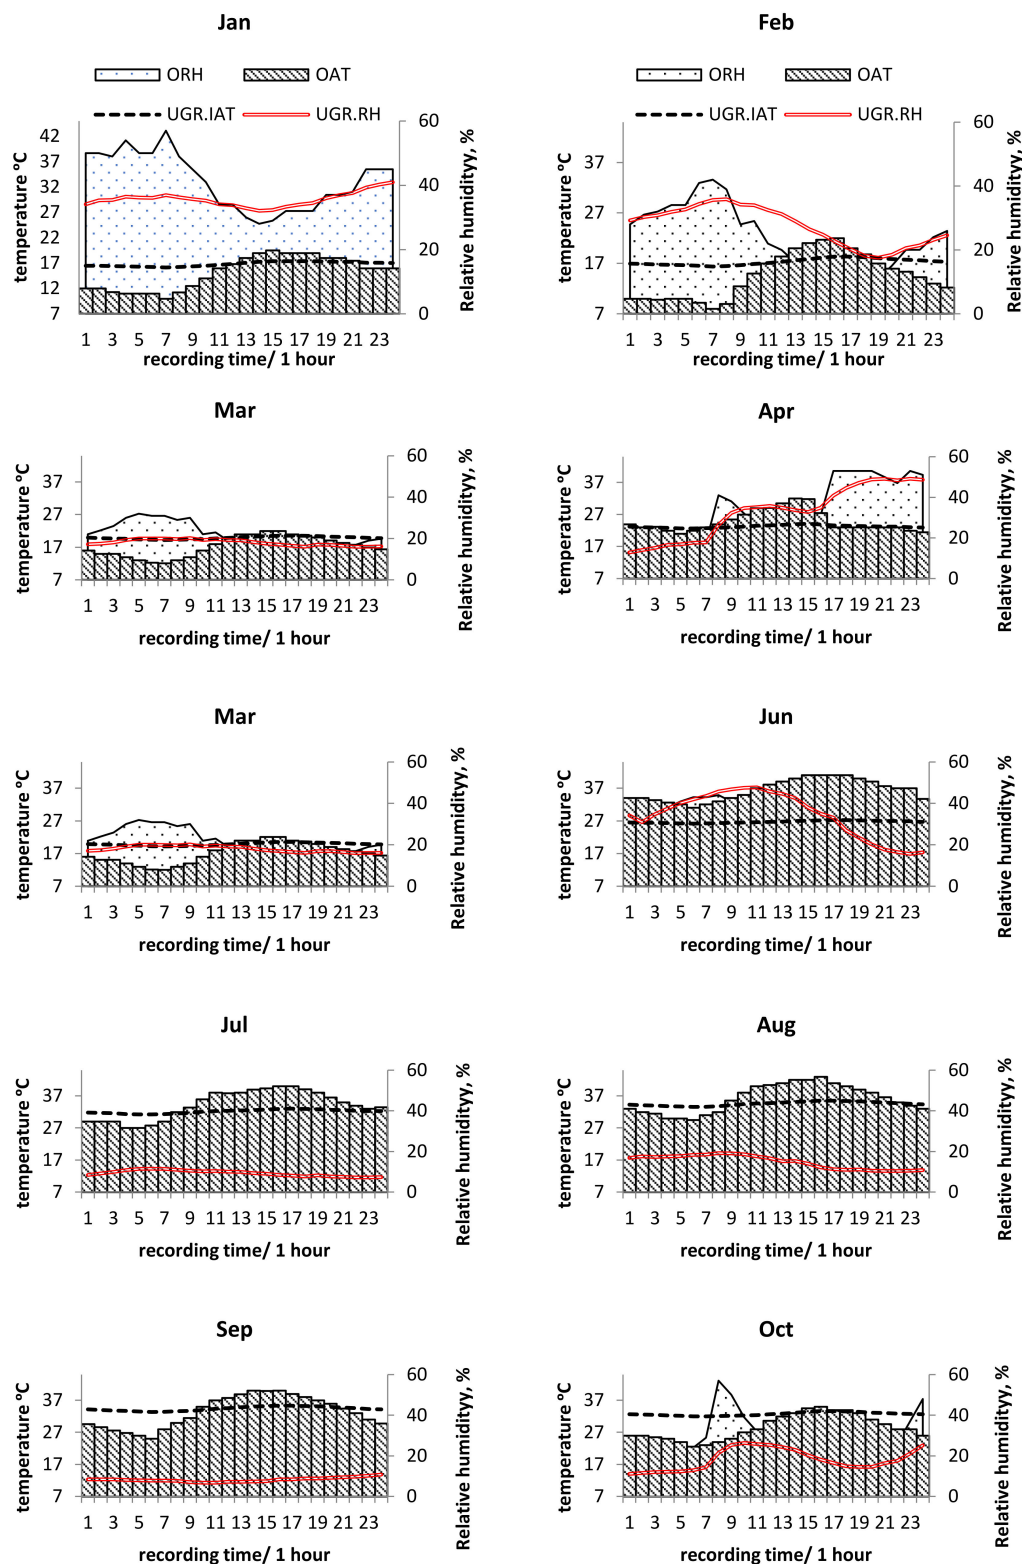 Jan
ORH OAT
UGR.IAT UGR.RH
temperature °C
42
37
32
27
22
17
12
7
60
40
20
0
Relative humidityy, %
1 3 5 7 9 11 13 15 17 19 21 23
recording time/ 1 hour
Feb
ORH OAT
UGR.IAT UGR.RH
temperature °C
37
27
17
7
60
40
20
0
Relative humidityy, %
1 3 5 7 9 11 13 15 17 19 21 23
recording time/ 1 hour
Mar
temperature °C
37
27
17
7
60
40
20
0
Relative humidityy, %
1 3 5 7 9 11 13 15 17 19 21 23
recording time/ 1 hour
Apr
temperature °C
37
27
17
7
60
40
20
0
Relative humidityy, %
1 3 5 7 9 11 13 15 17 19 21 23
recording time/ 1 hour
Mar
temperature °C
37
27
17
7
60
40
20
0
Relative humidityy, %
1 3 5 7 9 11 13 15 17 19 21 23
recording time/ 1 hour
Jun
temperature °C
37
27
17
7
60
40
20
0
Relative humidityy, %
1 3 5 7 9 11 13 15 17 19 21 23
recording time/ 1 hour
Jul
temperature °C
37
27
17
7
60
40
20
0
Relative humidityy, %
1 3 5 7 9 11 13 15 17 19 21 23
recording time/ 1 hour
Aug
temperature °C
37
27
17
7
60
40
20
0
Relative humidityy, %
1 3 5 7 9 11 13 15 17 19 21 23
recording time/ 1 hour
Sep
temperature °C
37
27
17
7
60
40
20
0
Relative humidityy, %
1 3 5 7 9 11 13 15 17 19 21 23
recording time/ 1 hour
Oct
temperature °C
37
27
17
7
60
40
20
0
Relative humidityy, %
1 3 5 7 9 11 13 15 17 19 21 23
recording time/ 1 hour